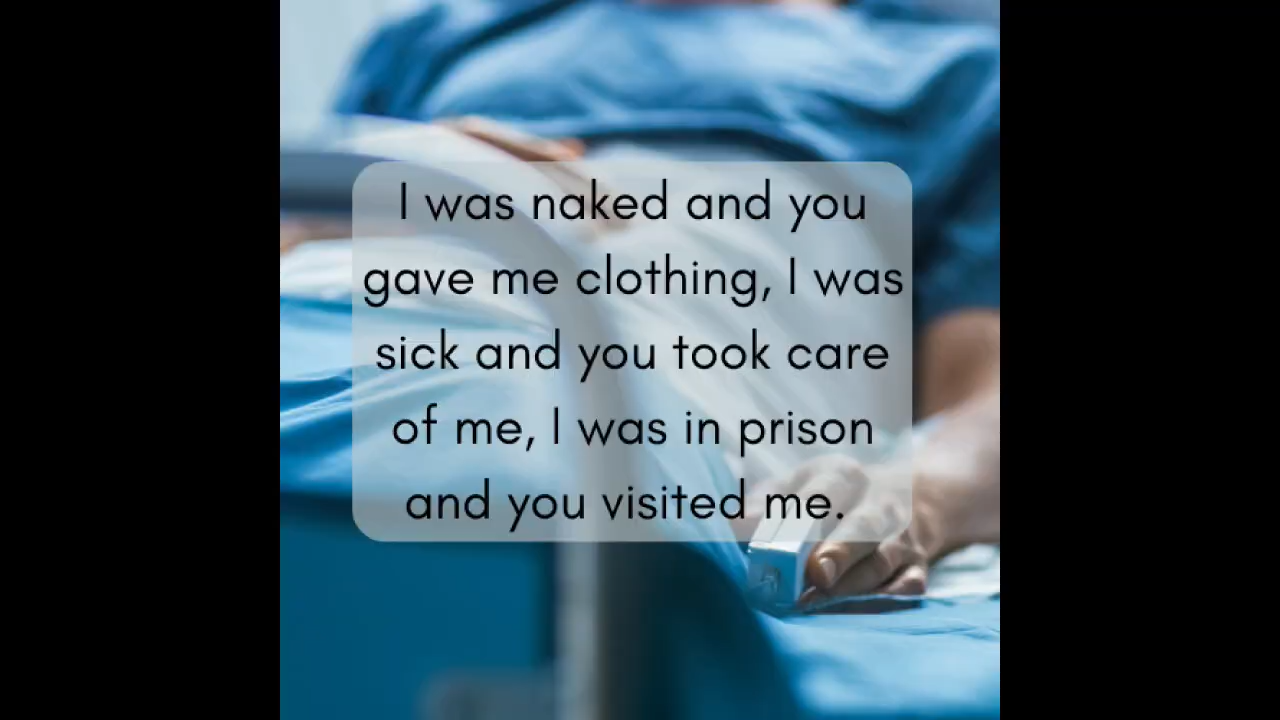 I was naked and you
gave me clothing, I was
sick and you took care
of me, I was in prison
and you visited me.